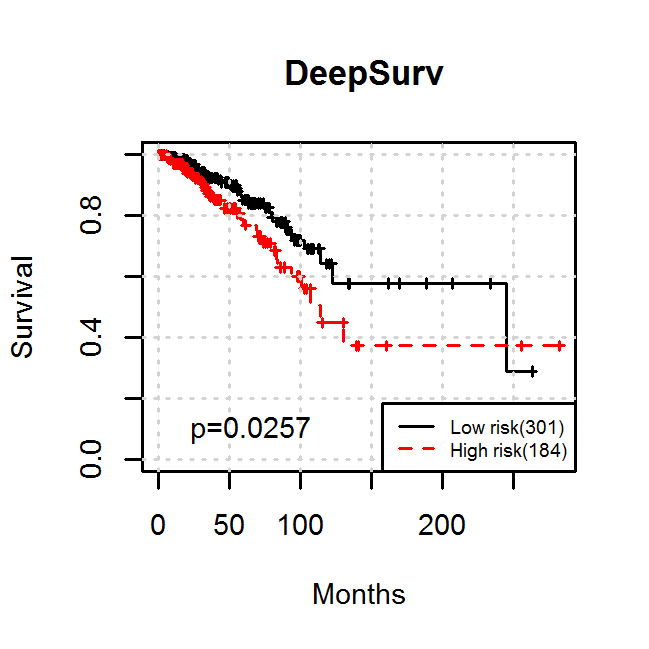 DeepSurv
Survival
0.8
0.4
0.0
p=0.0257
Low risk(301)
High risk(184)
0 50 100 200
Months